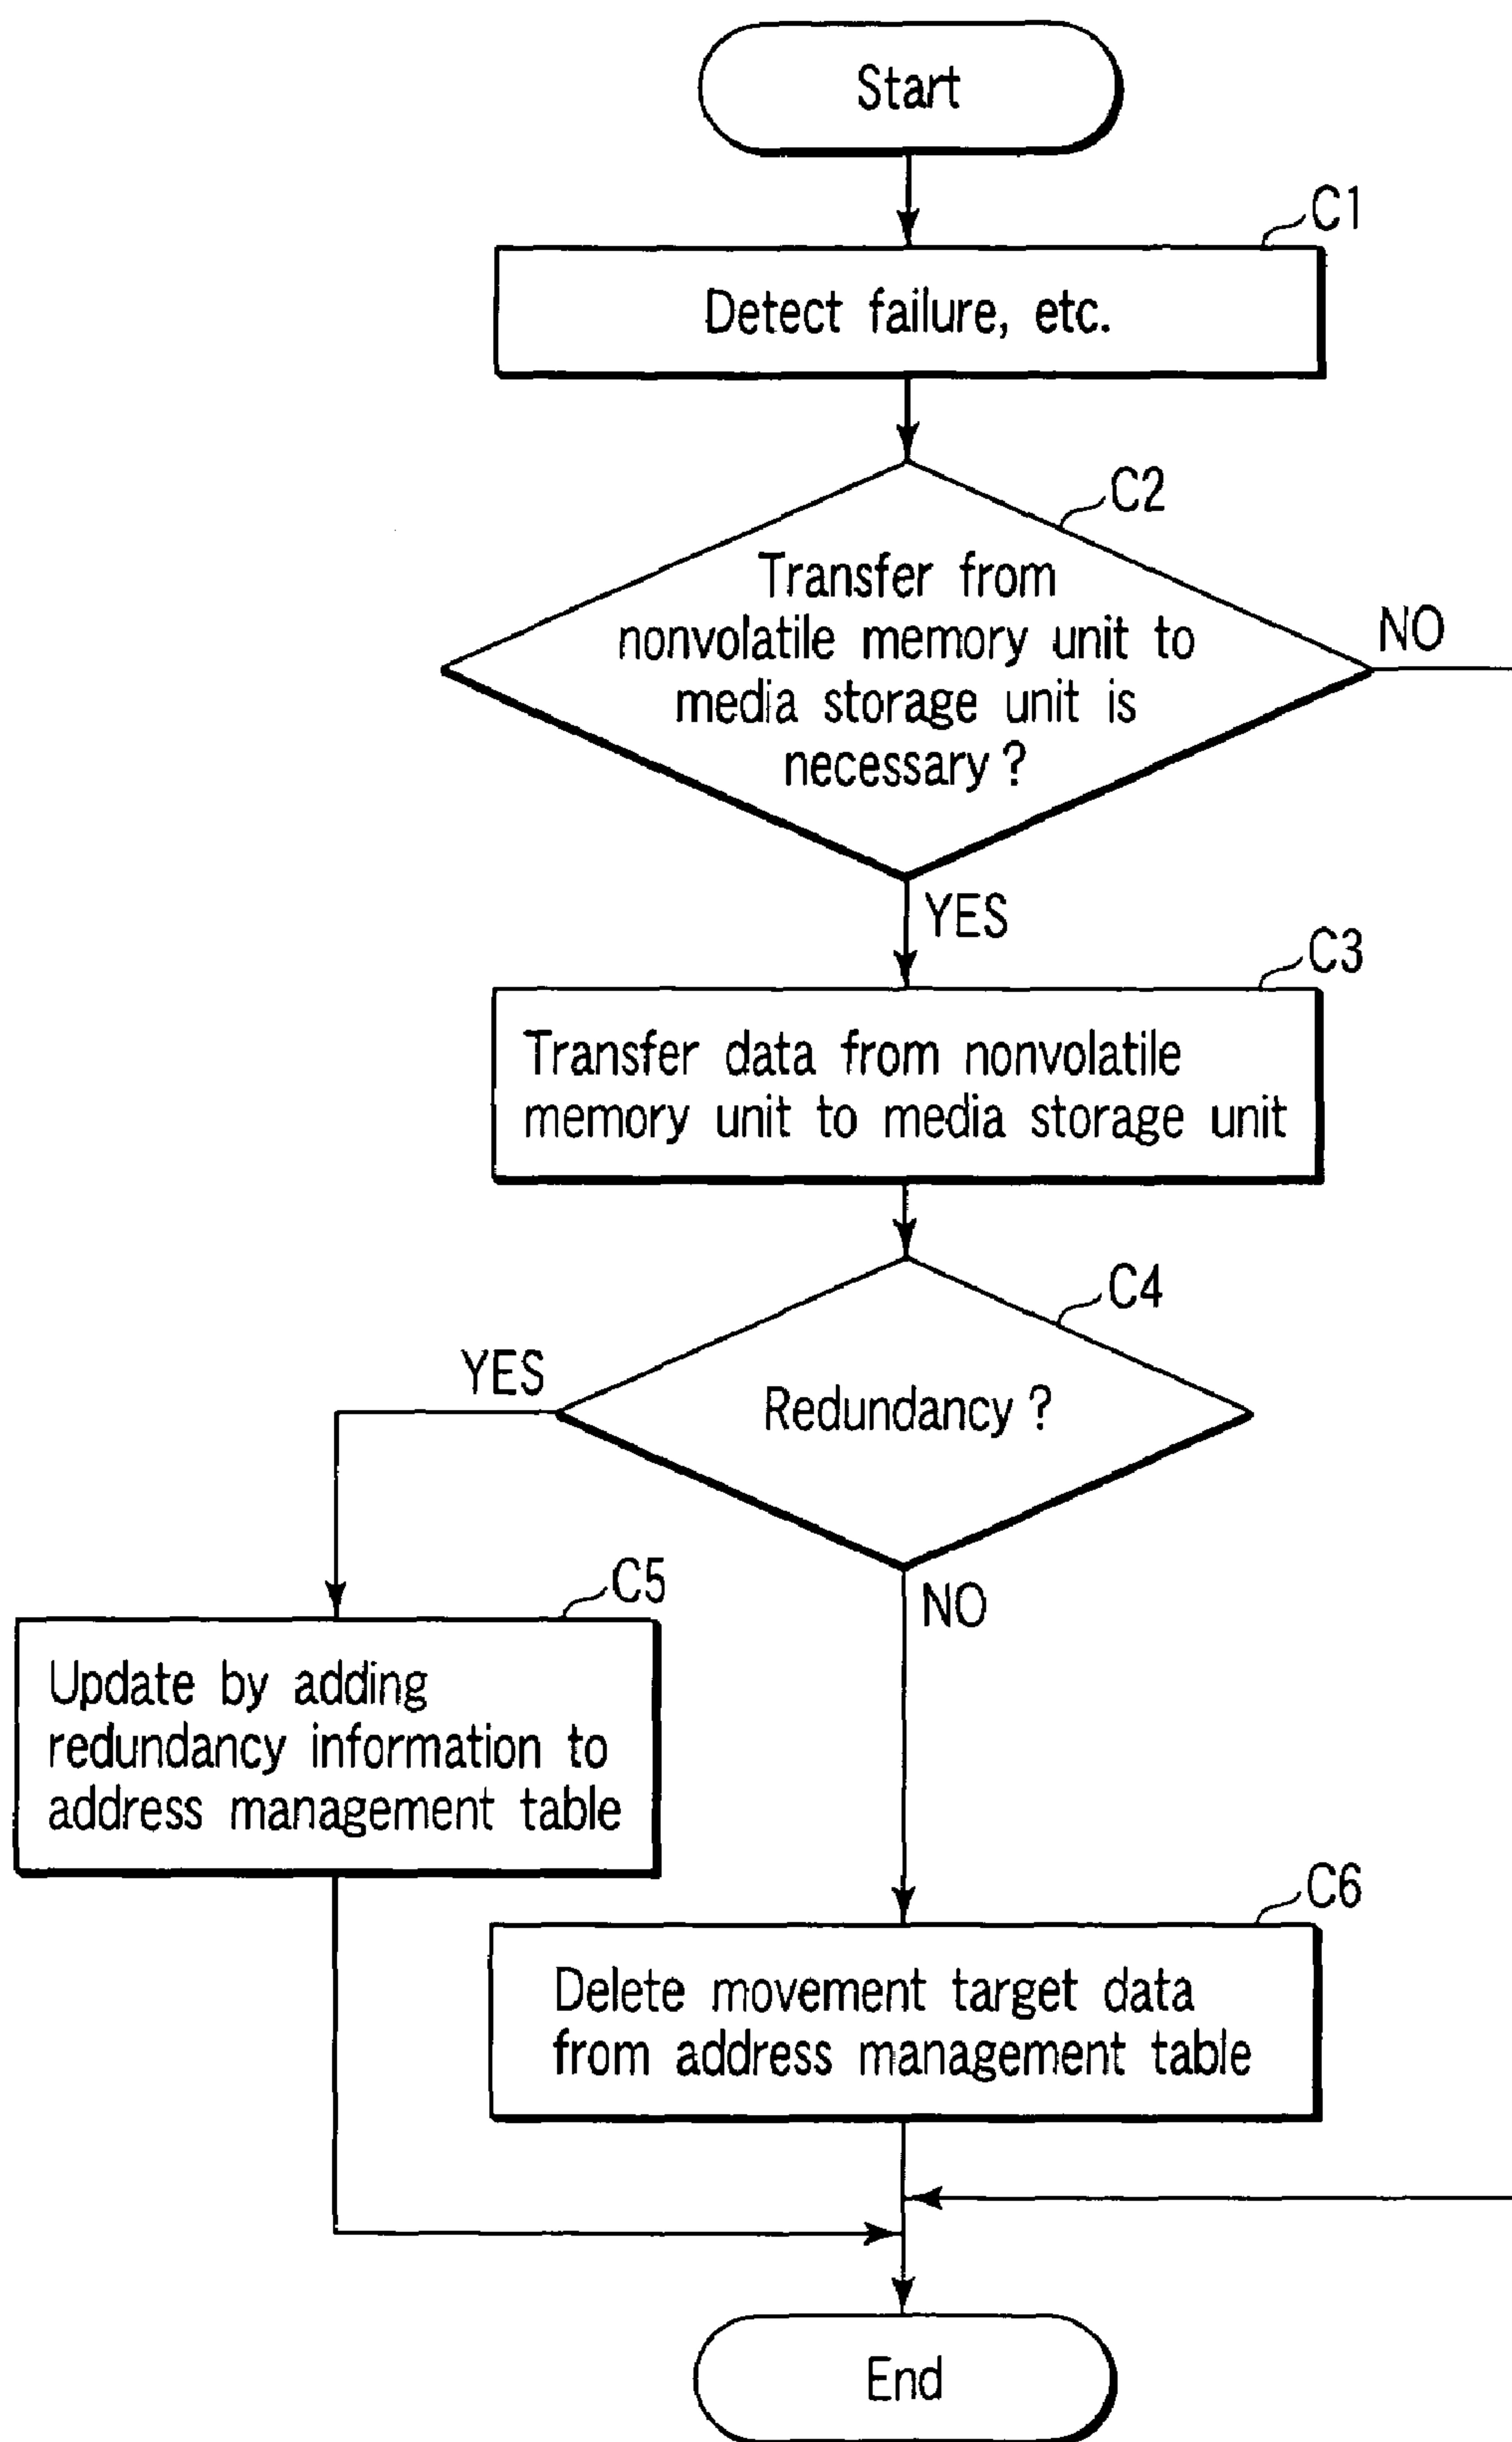 Start
C1
Detect failure, etc.
C2
Transfer from
nonvolatile memory unit to
media storage unit is
necessary ?
NO
YES
C3
Transfer data from nonvolatile
memory unit to media storage unit
C4
YES
Redundancy ?
NO
C5
Update by adding
redundancy information to
address management table
C6
Delete movement target data
from address management table
End